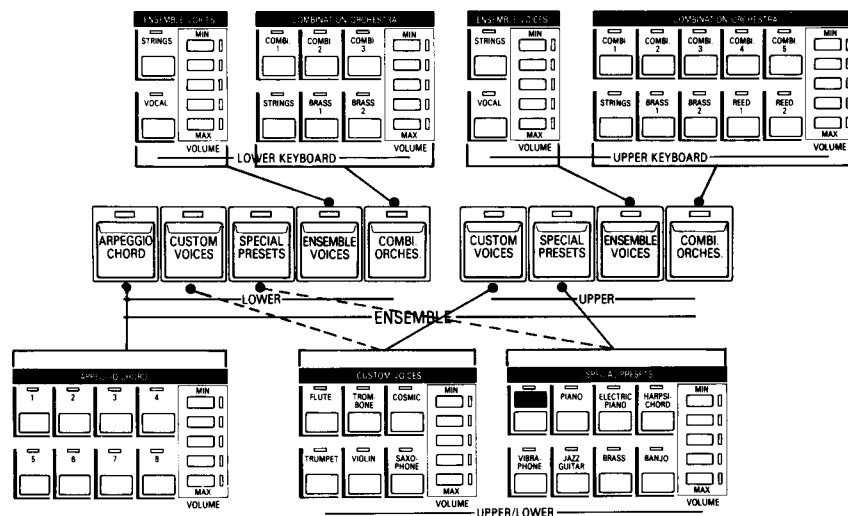 ENSEMBLE VOICES
STRINGS
VOCAL
MIN
MAX
VOLUME
COMBINATION ORCHESTRA
COMBI. 1
COMBI. 2
COMBI. 3
STRINGS
BRASS 1
BRASS 2
MIN
MAX
VOLUME
LOWER KEYBOARD
ENSEMBLE VOICES
STRINGS
VOCAL
MIN
MAX
VOLUME
COMBINATION ORCHESTRA
COMBI. 1
COMBI. 2
COMBI. 3
COMBI. 4
COMBI. 5
STRINGS
BRASS 1
BRASS 2
REED 1
REED 2
MIN
MAX
VOLUME
UPPER KEYBOARD
ARPEGGIO
CHORD
CUSTOM
VOICES
SPECIAL
PRESETS
ENSEMBLE
VOICES
COMBI.
ORCHES.
CUSTOM
VOICES
SPECIAL
PRESETS
ENSEMBLE
VOICES
COMBI.
ORCHES.
LOWER
UPPER
ENSEMBLE
ARPEGGIO CHORD
1 2 3 4
5 6 7 8
MIN
MAX
VOLUME
CUSTOM VOICES
FLUTE
TROM-
BONE
COSMIC
TRUMPET
VIOLIN
SAXO-
PHONE
MIN
MAX
VOLUME
SPECIAL PRESETS
PIANO
ELECTRIC
PIANO
HARPSI-
CHORD
VIBRA-
PHONE
JAZZ
GUITAR
BRASS
BANJO
MIN
MAX
VOLUME
UPPER/LOWER